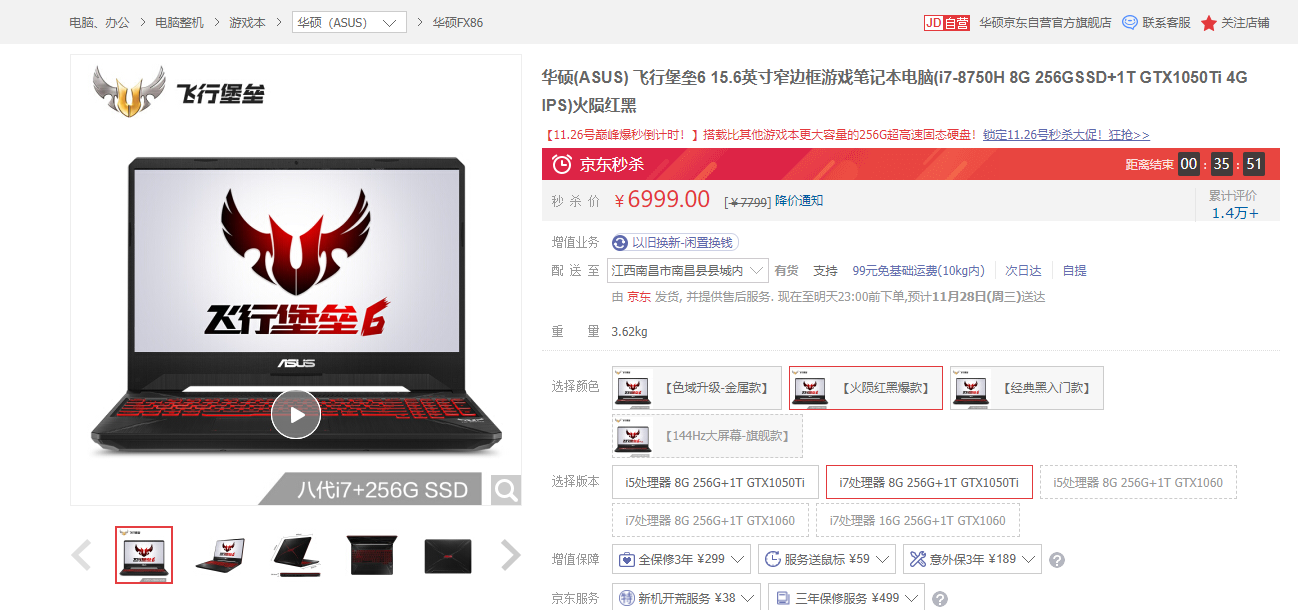 电脑、办公 > 电脑整机 > 游戏本 > 华硕（ASUS） > 华硕FX86
JD自营 华硕京东自营官方旗舰店 联系客服 关注店铺
飞行堡垒
飞行堡垒6
ASUS
八代i7+256G SSD
华硕(ASUS) 飞行堡垒6 15.6英寸窄边框游戏笔记本电脑(i7-8750H 8G 256GSSD+1T GTX1050Ti 4G
IPS)火陨红黑
【11.26号巅峰爆秒倒计时！】搭载比其他游戏本更大容量的256G超高速固态硬盘！锁定11.26号秒杀大促！狂抢>>
京东秒杀 距离结束 00 : 35 : 51
秒杀价 ￥6999.00 [￥7799] 降价通知 累计评价
1.4万+
增值业务 以旧换新-闲置换钱
配送至 江西南昌市南昌县县城内 有货 支持 99元免基础运费(10kg内) 次日达 自提
由 京东 发货, 并提供售后服务. 现在至明天23:00前下单,预计11月28日(周三)送达
重量 3.62kg
选择颜色 【色域升级-金属款】 【火陨红黑爆款】 【经典黑入门款】
【144Hz大屏幕-旗舰款】
选择版本 i5处理器 8G 256G+1T GTX1050Ti i7处理器 8G 256G+1T GTX1050Ti i5处理器 8G 256G+1T GTX1060
i7处理器 8G 256G+1T GTX1060 i7处理器 16G 256G+1T GTX1060
增值保障 全保修3年 ¥299 服务送鼠标 ¥59 意外保3年 ¥189 ?
京东服务 特 新机开荒服务 ¥38 三年保修服务 ¥499 ?